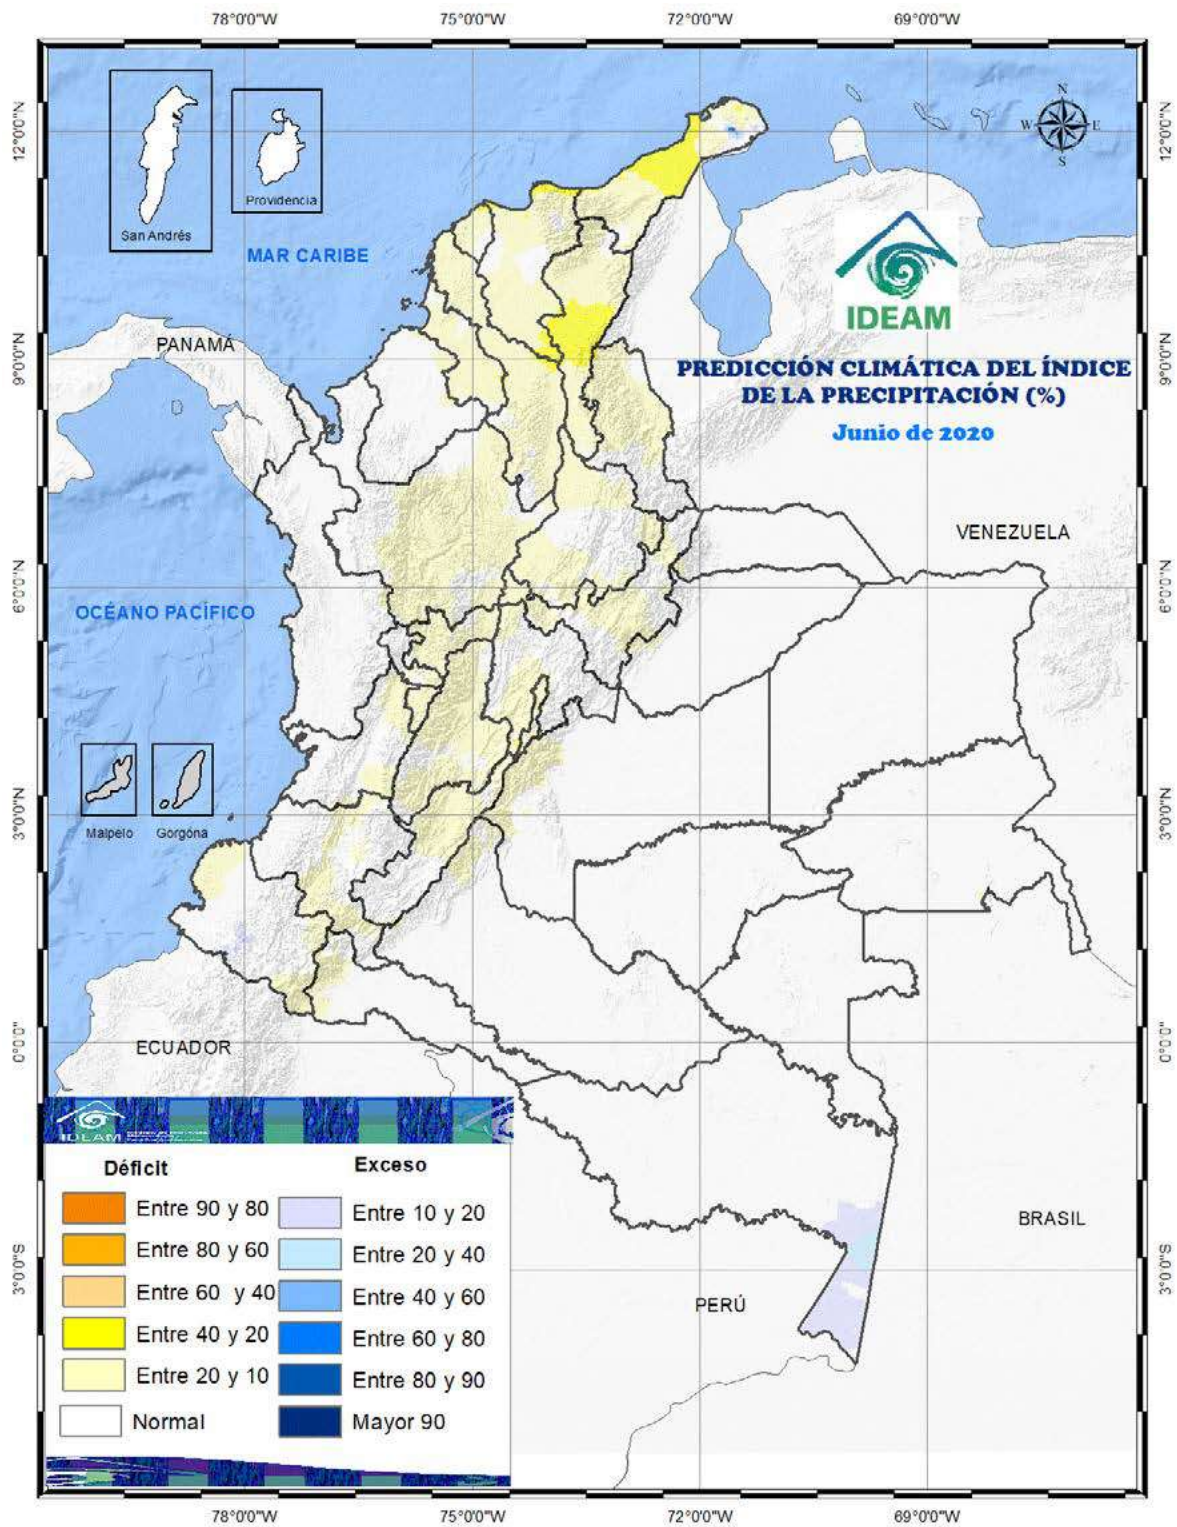 78°0'0"W 75°0'0"W 72°0'0"W 69°0'0"W
12°0'0"N 12°0'0"N
N
W E
S
Providencia
San Andrés
MAR CARIBE
IDEAM
PANAMÁ
9°0'0"N 9°0'0"N
PREDICCIÓN CLIMÁTICA DEL ÍNDICE
DE LA PRECIPITACIÓN (%)
Junio de 2020
VENEZUELA
6°0'0"N 6°0'0"N
OCÉANO PACÍFICO
3°0'0"N 3°0'0"N
Malpelo Gorgona
ECUADOR
0°0'0" 0°0'0"
IDEAM
Déficit Exceso
Entre 90 y 80 Entre 10 y 20
Entre 80 y 60 Entre 20 y 40
Entre 60 y 40 Entre 40 y 60
Entre 40 y 20 Entre 60 y 80
Entre 20 y 10 Entre 80 y 90
Normal Mayor 90
BRASIL
3°0'0"S 3°0'0"S
PERÚ
78°0'0"W 75°0'0"W 72°0'0"W 69°0'0"W